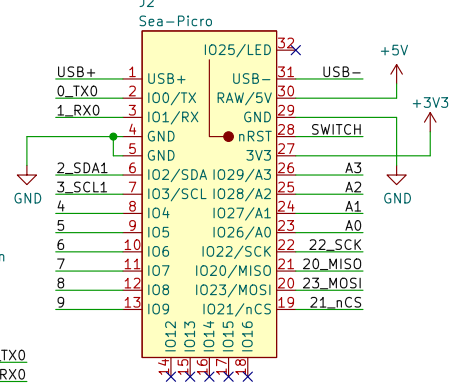 J2
Sea-Picro
IO25/LED 32
+5V
USB+ 1 USB+ USB- 31 USB-
0_TX0 2 IO0/TX RAW/5V 30
+3V3
1_RX0 3 IO1/RX GND 29
4 GND nRST 28 SWITCH
5 GND 3V3 27
2_SDA1 6 IO2/SDA IO29/A3 26 A3
GND
GND
3_SCL1 7 IO3/SCL IO28/A2 25 A2
4 8 IO4 IO27/A1 24 A1
5 9 IO5 IO26/A0 23 A0
6 10 IO6 IO22/SCK 22 22_SCK
7 11 IO7 IO20/MISO 21 20_MISO
8 12 IO8 IO23/MOSI 20 23_MOSI
9 13 IO9 IO21/nCS 19 21_nCS
IO12 IO13 IO14 IO15 IO16
14 15 16 17 18
_TX0
RX0